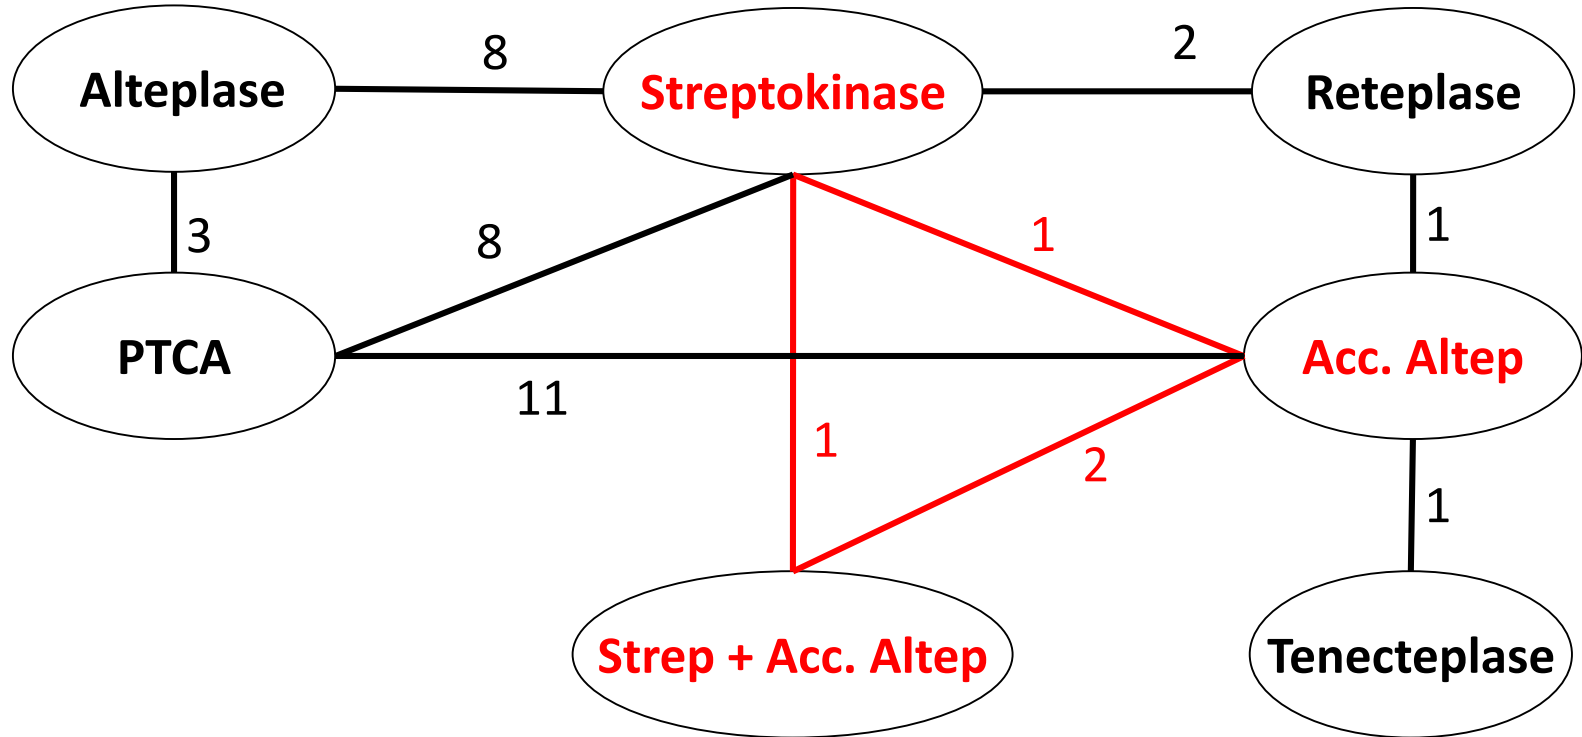 8
2
Alteplase
Streptokinase
Reteplase
3
8
1
1
PTCA
Acc. Altep
11
1
2
1
Strep + Acc. Altep
Tenecteplase